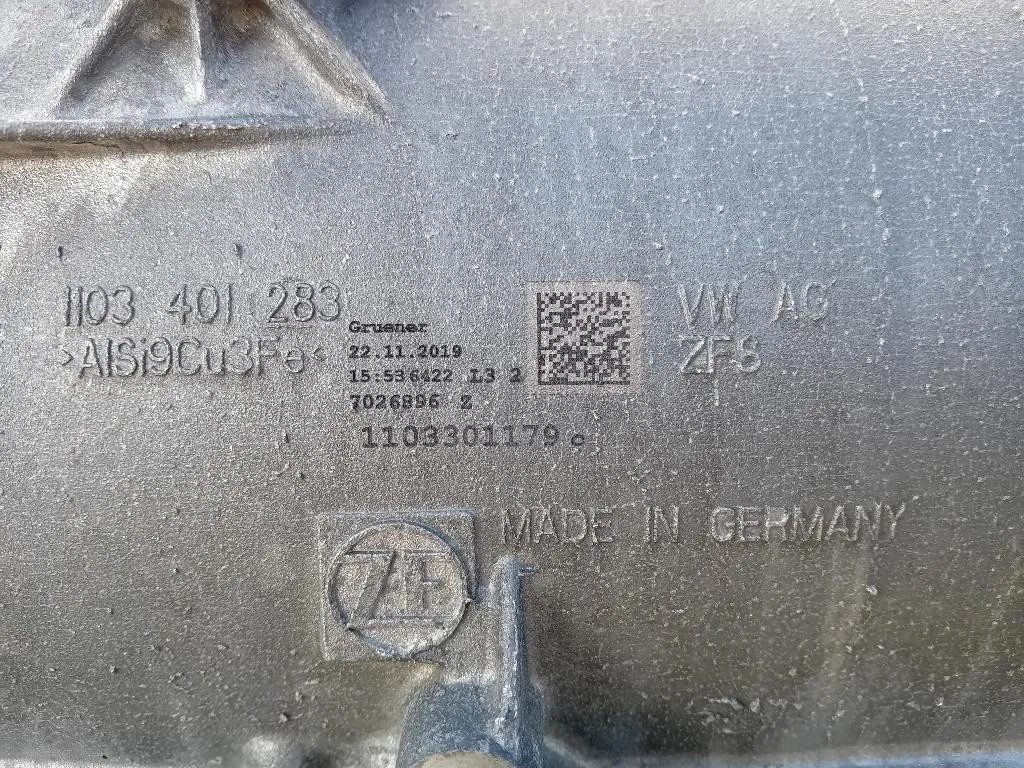 1103 401 283
>AlSi9Cu3Fe<
Gruener
22.11.2019
15:536422 L3 2
7026896 Z
1103301179
VW AG
ZF8
MADE IN GERMANY
ZF